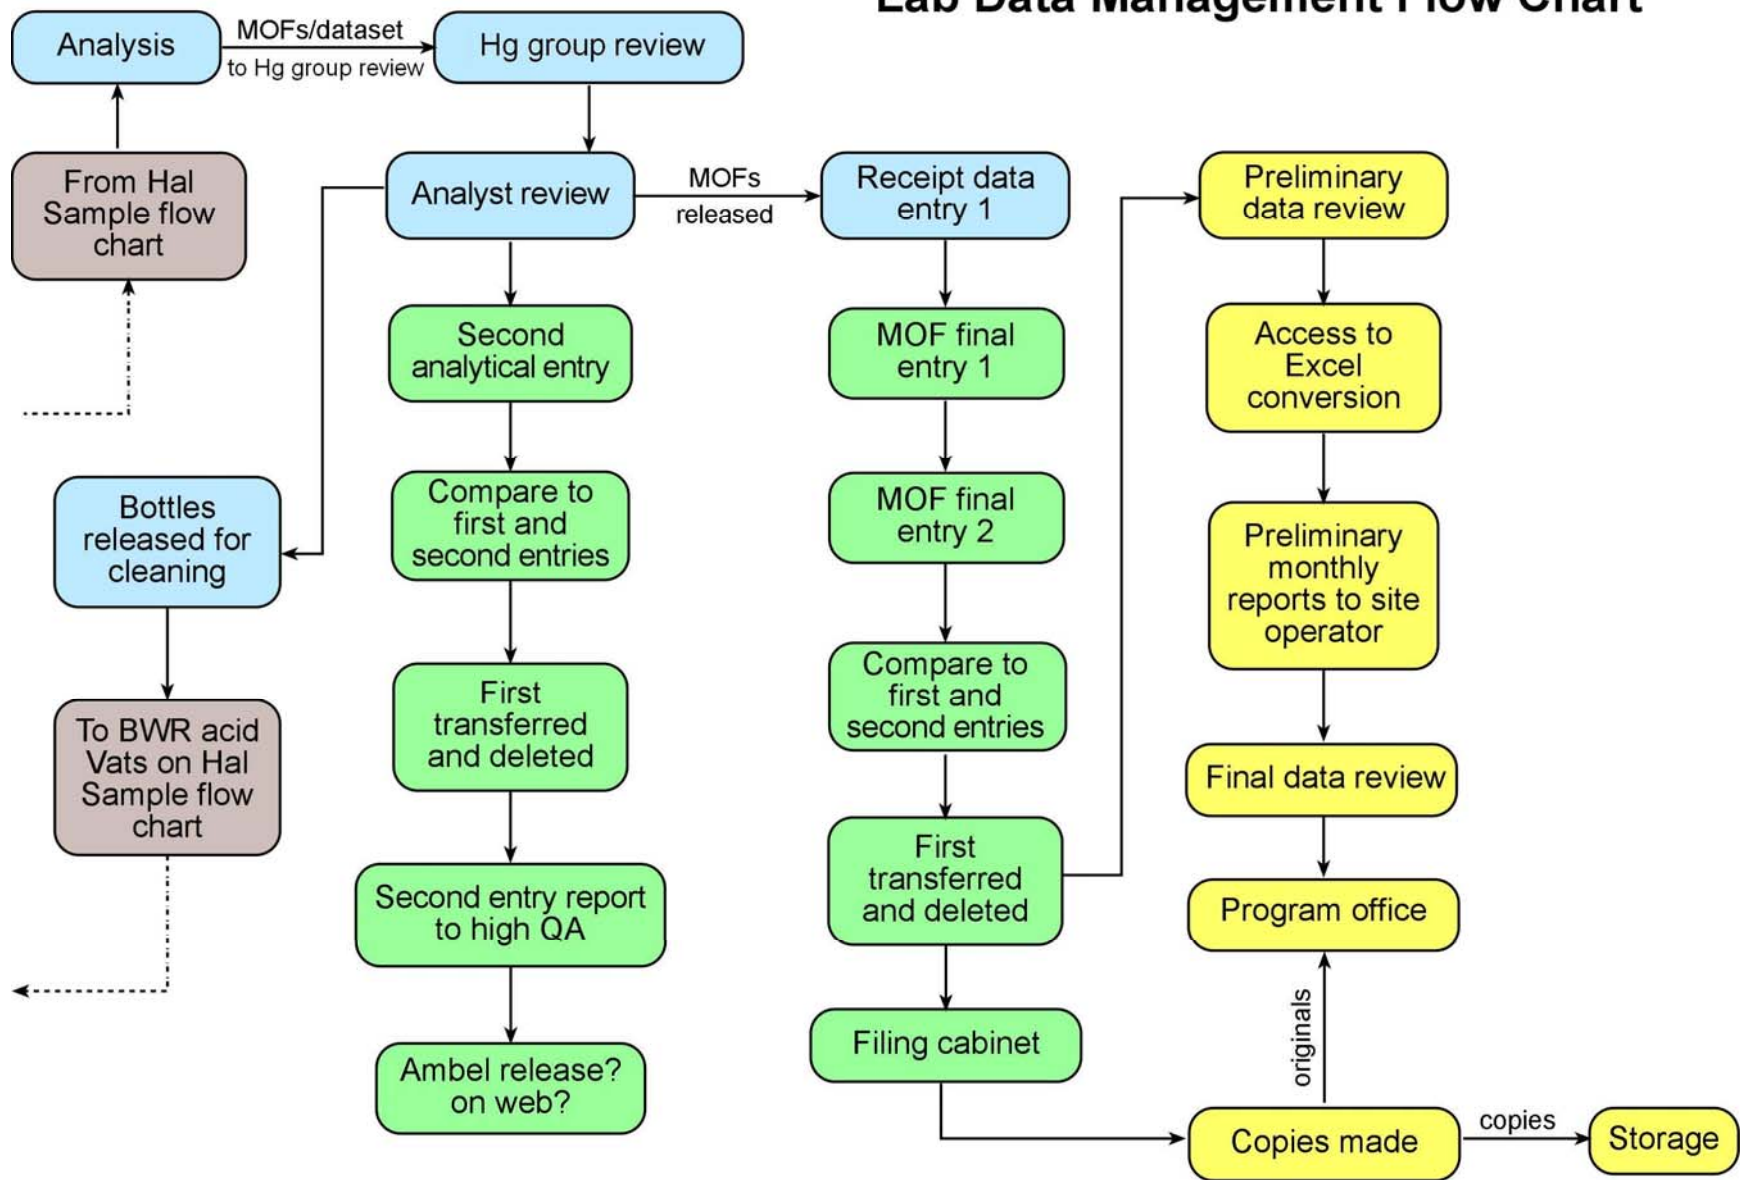 Lab Data Management Flow Chart
Analysis
MOFs/dataset
to Hg group review
Hg group review
From Hal
Sample flow
chart
Analyst review
MOFs
released
Receipt data
entry 1
Preliminary
data review
Second
analytical entry
MOF final
entry 1
Access to
Excel
conversion
Bottles
released for
cleaning
Compare to
first and
second entries
MOF final
entry 2
Preliminary
monthly
reports to site
operator
To BWR acid
Vats on Hal
Sample flow
chart
First
transferred
and deleted
Compare to
first and
second entries
Final data review
Second entry report
to high QA
First
transferred
and deleted
Program office
Ambel release?
on web?
Filing cabinet
originals
Copies made
copies
Storage